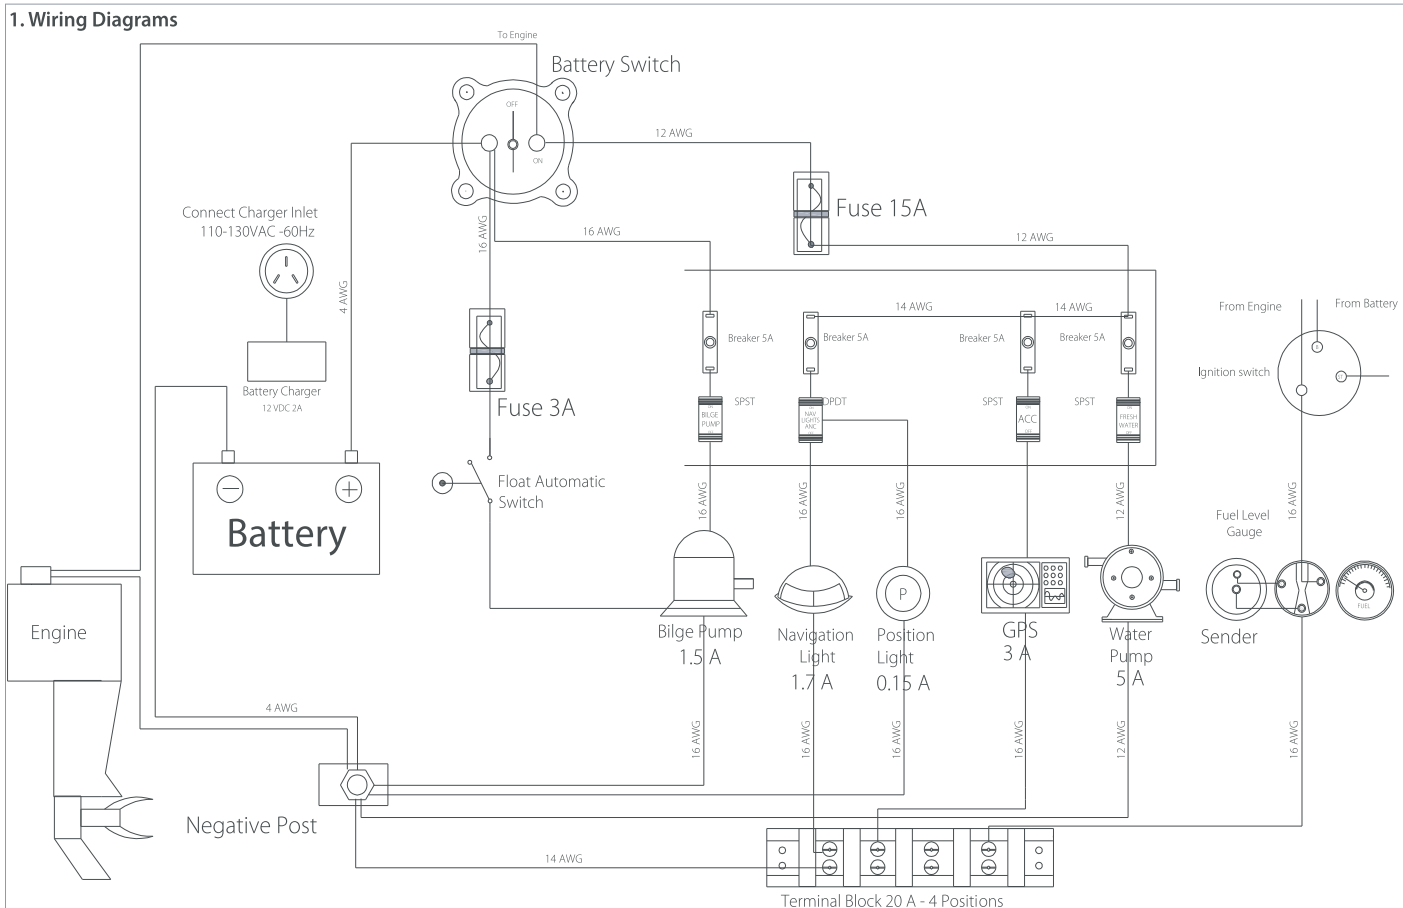 1. Wiring Diagrams
To Engine
Battery Switch
OFF
ON
12 AWG
Fuse 15A
Connect Charger Inlet
110-130VAC -60Hz
16 AWG
16 AWG
12 AWG
4 AWG
14 AWG
14 AWG
From Engine
From Battery
Breaker 5A
Breaker 5A
Breaker 5A
Breaker 5A
B
Ignition switch
Battery Charger
12 VDC 2A
Fuse 3A
SPST
DPDT
SPST
SPST
ON
BILGE
PUMP
NAV
LIGHTS
ANC
ON
ACC
OFF
ON
FRESH
WATER
OFF
Float Automatic
Switch
16 AWG
16 AWG
16 AWG
12 AWG
16 AWG
Fuel Level
Gauge
Battery
Engine
P
FUEL
Bilge Pump
1.5 A
Navigation
Light
1.7 A
Position
Light
0.15 A
GPS
3 A
Water
Pump
5 A
Sender
4 AWG
16 AWG
16 AWG
16 AWG
16 AWG
12 AWG
16 AWG
Negative Post
14 AWG
Terminal Block 20 A - 4 Positions